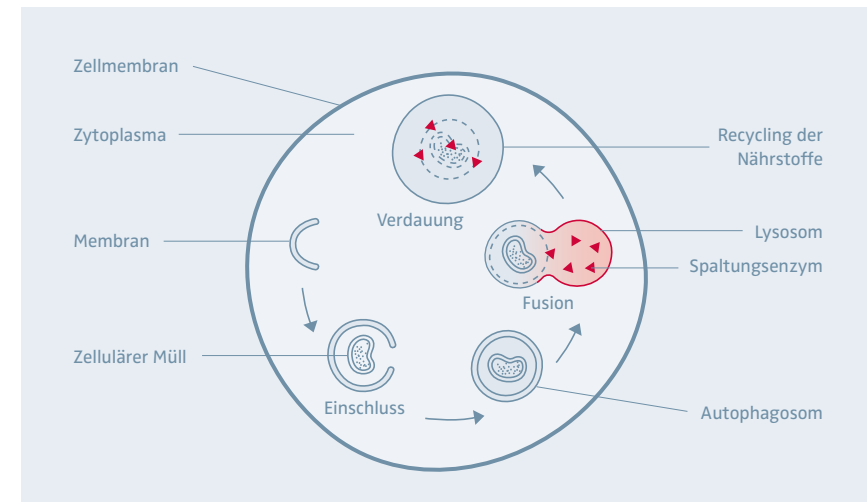 Zellmembran
Zytoplasma
Recycling der
Nährstoffe
Verdauung
Membran
Lysosom
Spaltungsenzym
Fusion
Zellulärer Müll
Einschluss
Autophagosom